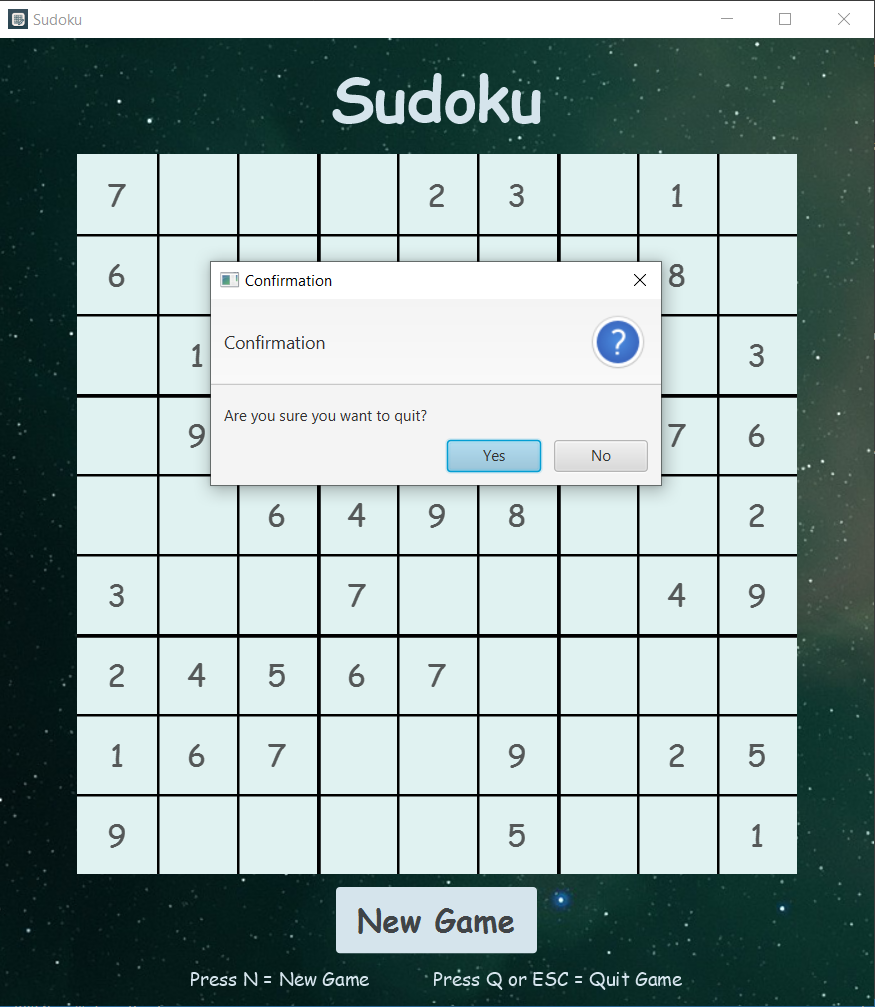 Sudoku
Sudoku
7 2 3 1
6 8
Confirmation
Confirmation
?
1 3
Are you sure you want to quit?
9 7 6
Yes No
6 4 9 8 2
3 7 4 9
2 4 5 6 7
1 6 7 9 2 5
9 5 1
New Game
Press N = New Game Press Q or ESC = Quit Game